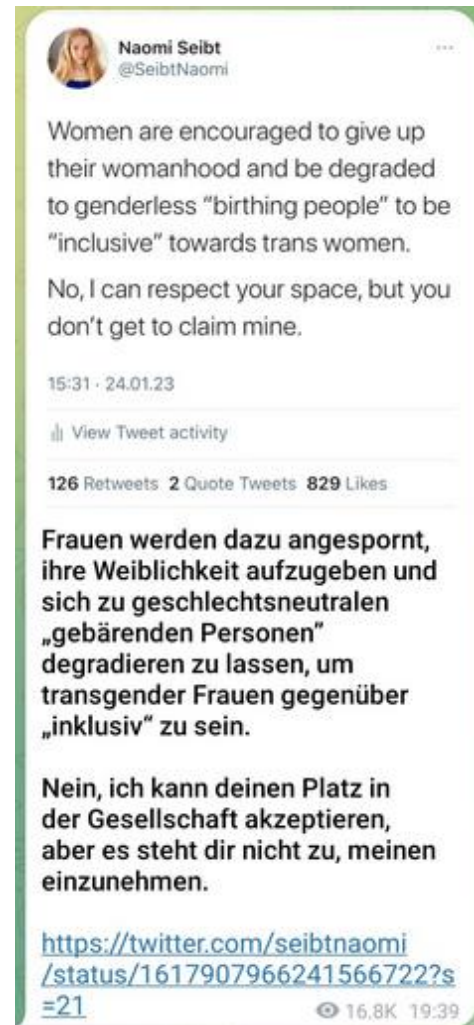 Naomi Seibt
@SeibtNaomi
Women are encouraged to give up
their womanhood and be degraded
to genderless “birthing people” to be
“inclusive” towards trans women.
No, I can respect your space, but you
don’t get to claim mine.
15:31 · 24.01.23
View Tweet activity
126 Retweets 2 Quote Tweets 829 Likes
Frauen werden dazu angespornt,
ihre Weiblichkeit aufzugeben und
sich zu geschlechtsneutralen
„gebärenden Personen”
degradieren zu lassen, um
transgender Frauen gegenüber
„inklusiv“ zu sein.
Nein, ich kann deinen Platz in
der Gesellschaft akzeptieren,
aber es steht dir nicht zu, meinen
einzunehmen.
https://twitter.com/seibtnaomi
/status/1617907966241566722?s
=21 16.8K 19:39